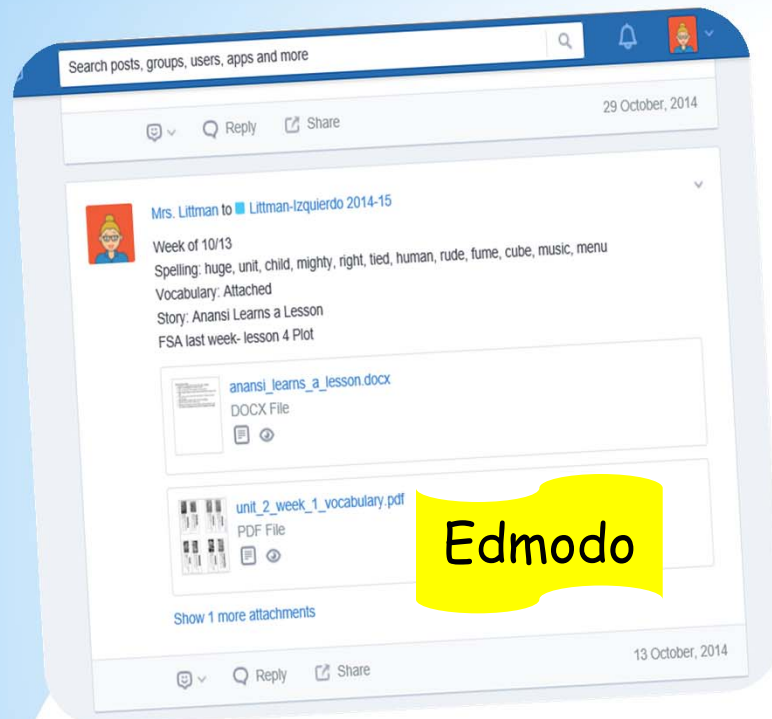 Search posts, groups, users, apps and more
Reply Share
29 October, 2014
Mrs. Littman to Littman-Izquierdo 2014-15
Week of 10/13
Spelling: huge, unit, child, mighty, right, tied, human, rude, fume, cube, music, menu
Vocabulary: Attached
Story: Anansi Learns a Lesson
FSA last week- lesson 4 Plot
anansi_learns_a_lesson.docx
DOCX File
unit_2_week_1_vocabulary.pdf
PDF File
Edmodo
Show 1 more attachments
Reply Share
13 October, 2014